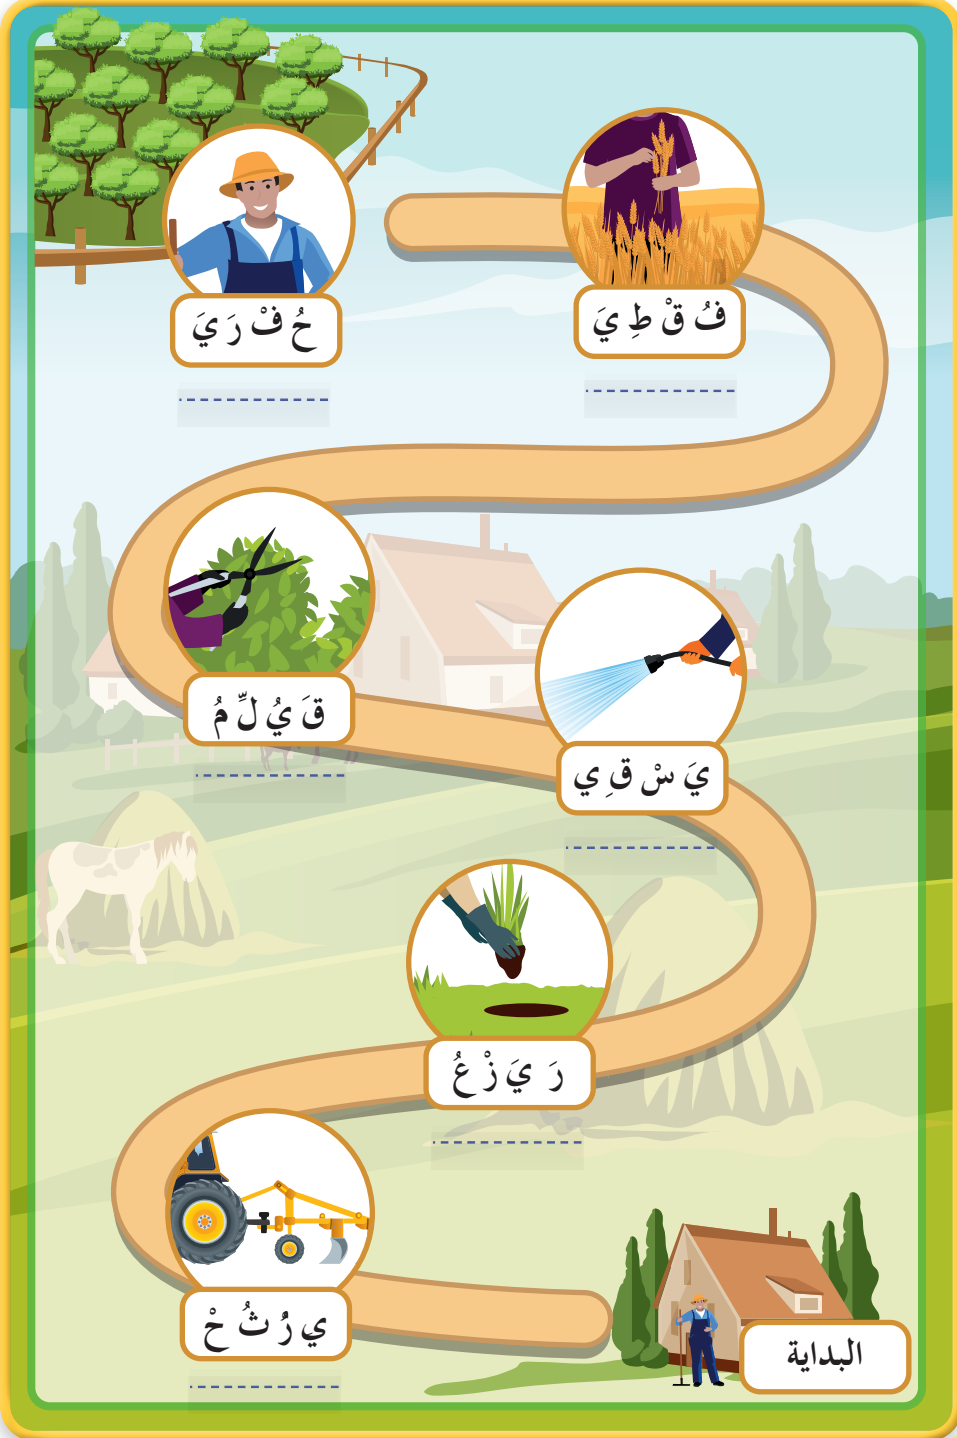 حُ فْ رَ يَ
فُ قْ طِ يَ
قَ يُ لِّ مُ
يَ سْ قِ ي
رَ يَ زْ عُ
ي رُ ثُ حْ
البداية